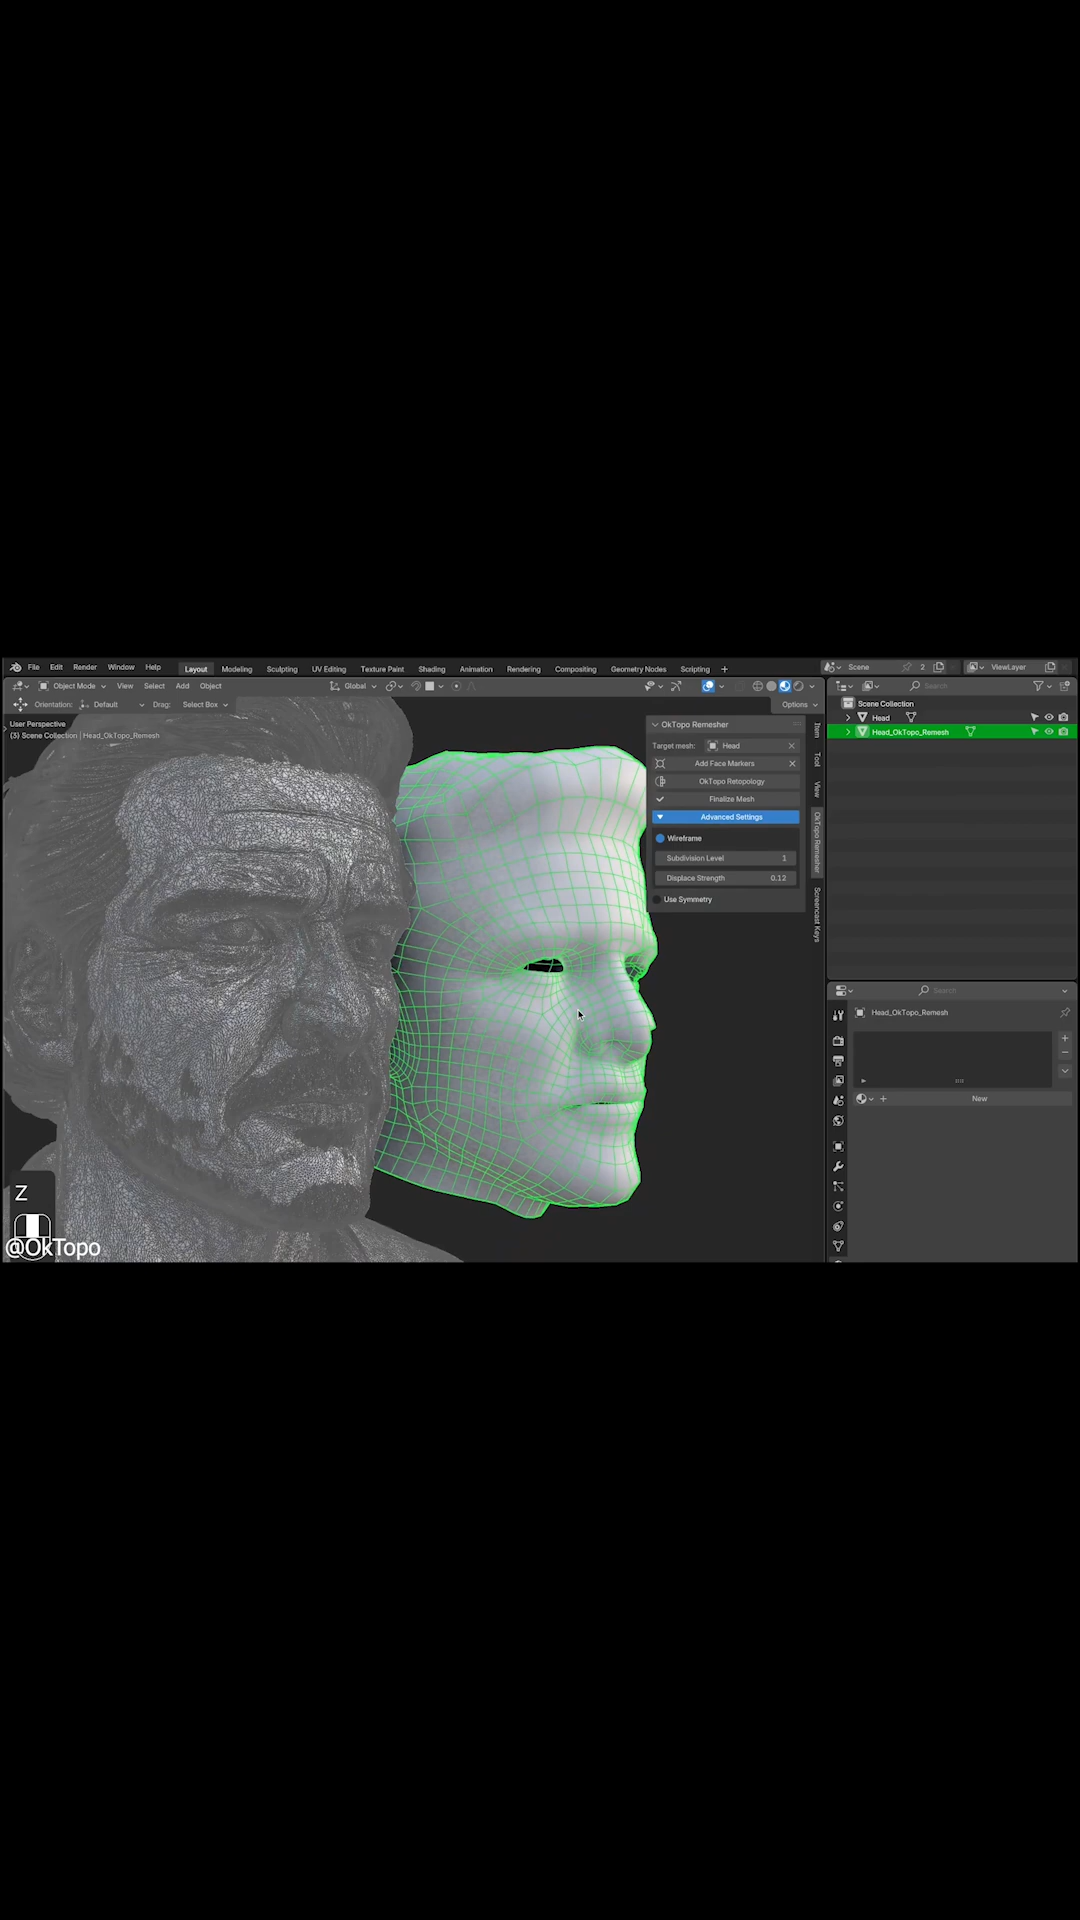 File Edit Render Window Help Layout Modeling Sculpting UV Editing Texture Paint Shading Animation Rendering Compositing Geometry Nodes Scripting + Scene 2 ViewLayer
Object Mode View Select Add Object Global Search
Orientation: Default Drag: Select Box Options
Scene Collection
User Perspective
(3) Scene Collection | Head_OkTopo_Remesh
Head
Head_OkTopo_Remesh
OkTopo Remesher
Target mesh: Head
Add Face Markers
OkTopo Retopology
Finalize Mesh
Advanced Settings
Wireframe
Subdivision Level 1
Displace Strength 0.12
Use Symmetry
Item
Tool
View
OkTopo Remesher
Screencast Keys
Search
Head_OkTopo_Remesh
New
Z
@OkTopo